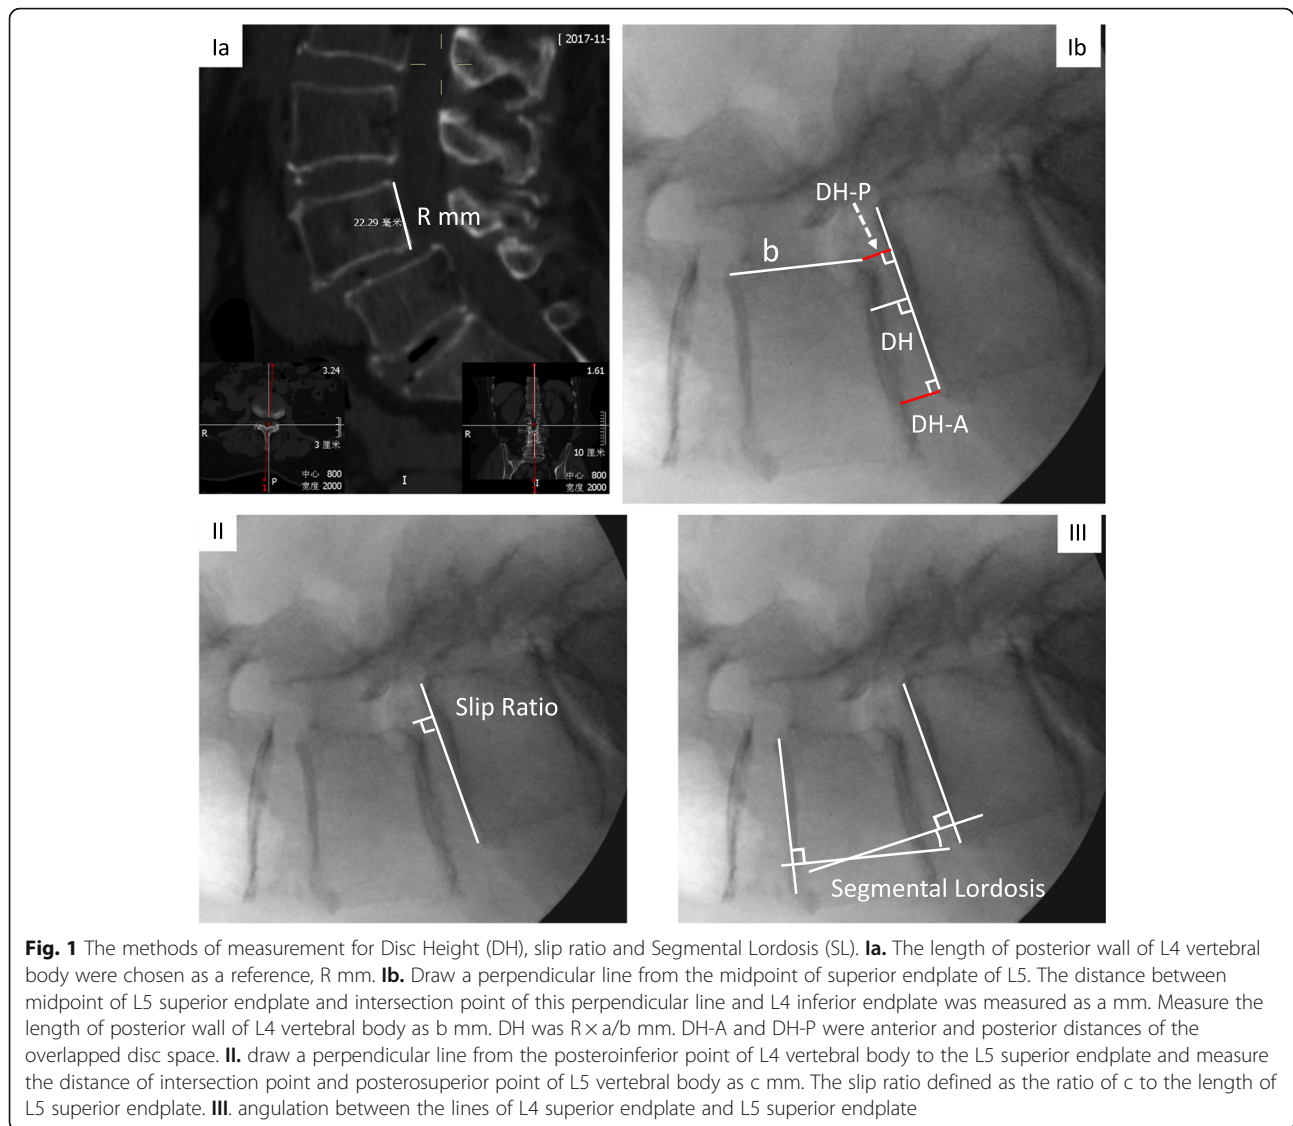 Ia
[ 2017-11-
22.29 毫米
R mm
3.24
R
3 厘米
中心 800
宽度 2000
P
I
1.61
R
10 厘米
中心 800
宽度 2000
I
Ib
DH-P
b
DH
DH-A
II
Slip Ratio
III
Segmental Lordosis
Fig. 1 The methods of measurement for Disc Height (DH), slip ratio and Segmental Lordosis (SL). Ia. The length of posterior wall of L4 vertebral
body were chosen as a reference, R mm. Ib. Draw a perpendicular line from the midpoint of superior endplate of L5. The distance between
midpoint of L5 superior endplate and intersection point of this perpendicular line and L4 inferior endplate was measured as a mm. Measure the
length of posterior wall of L4 vertebral body as b mm. DH was R × a/b mm. DH-A and DH-P were anterior and posterior distances of the
overlapped disc space. II. draw a perpendicular line from the posteroinferior point of L4 vertebral body to the L5 superior endplate and measure
the distance of intersection point and posterosuperior point of L5 vertebral body as c mm. The slip ratio defined as the ratio of c to the length of
L5 superior endplate. III. angulation between the lines of L4 superior endplate and L5 superior endplate